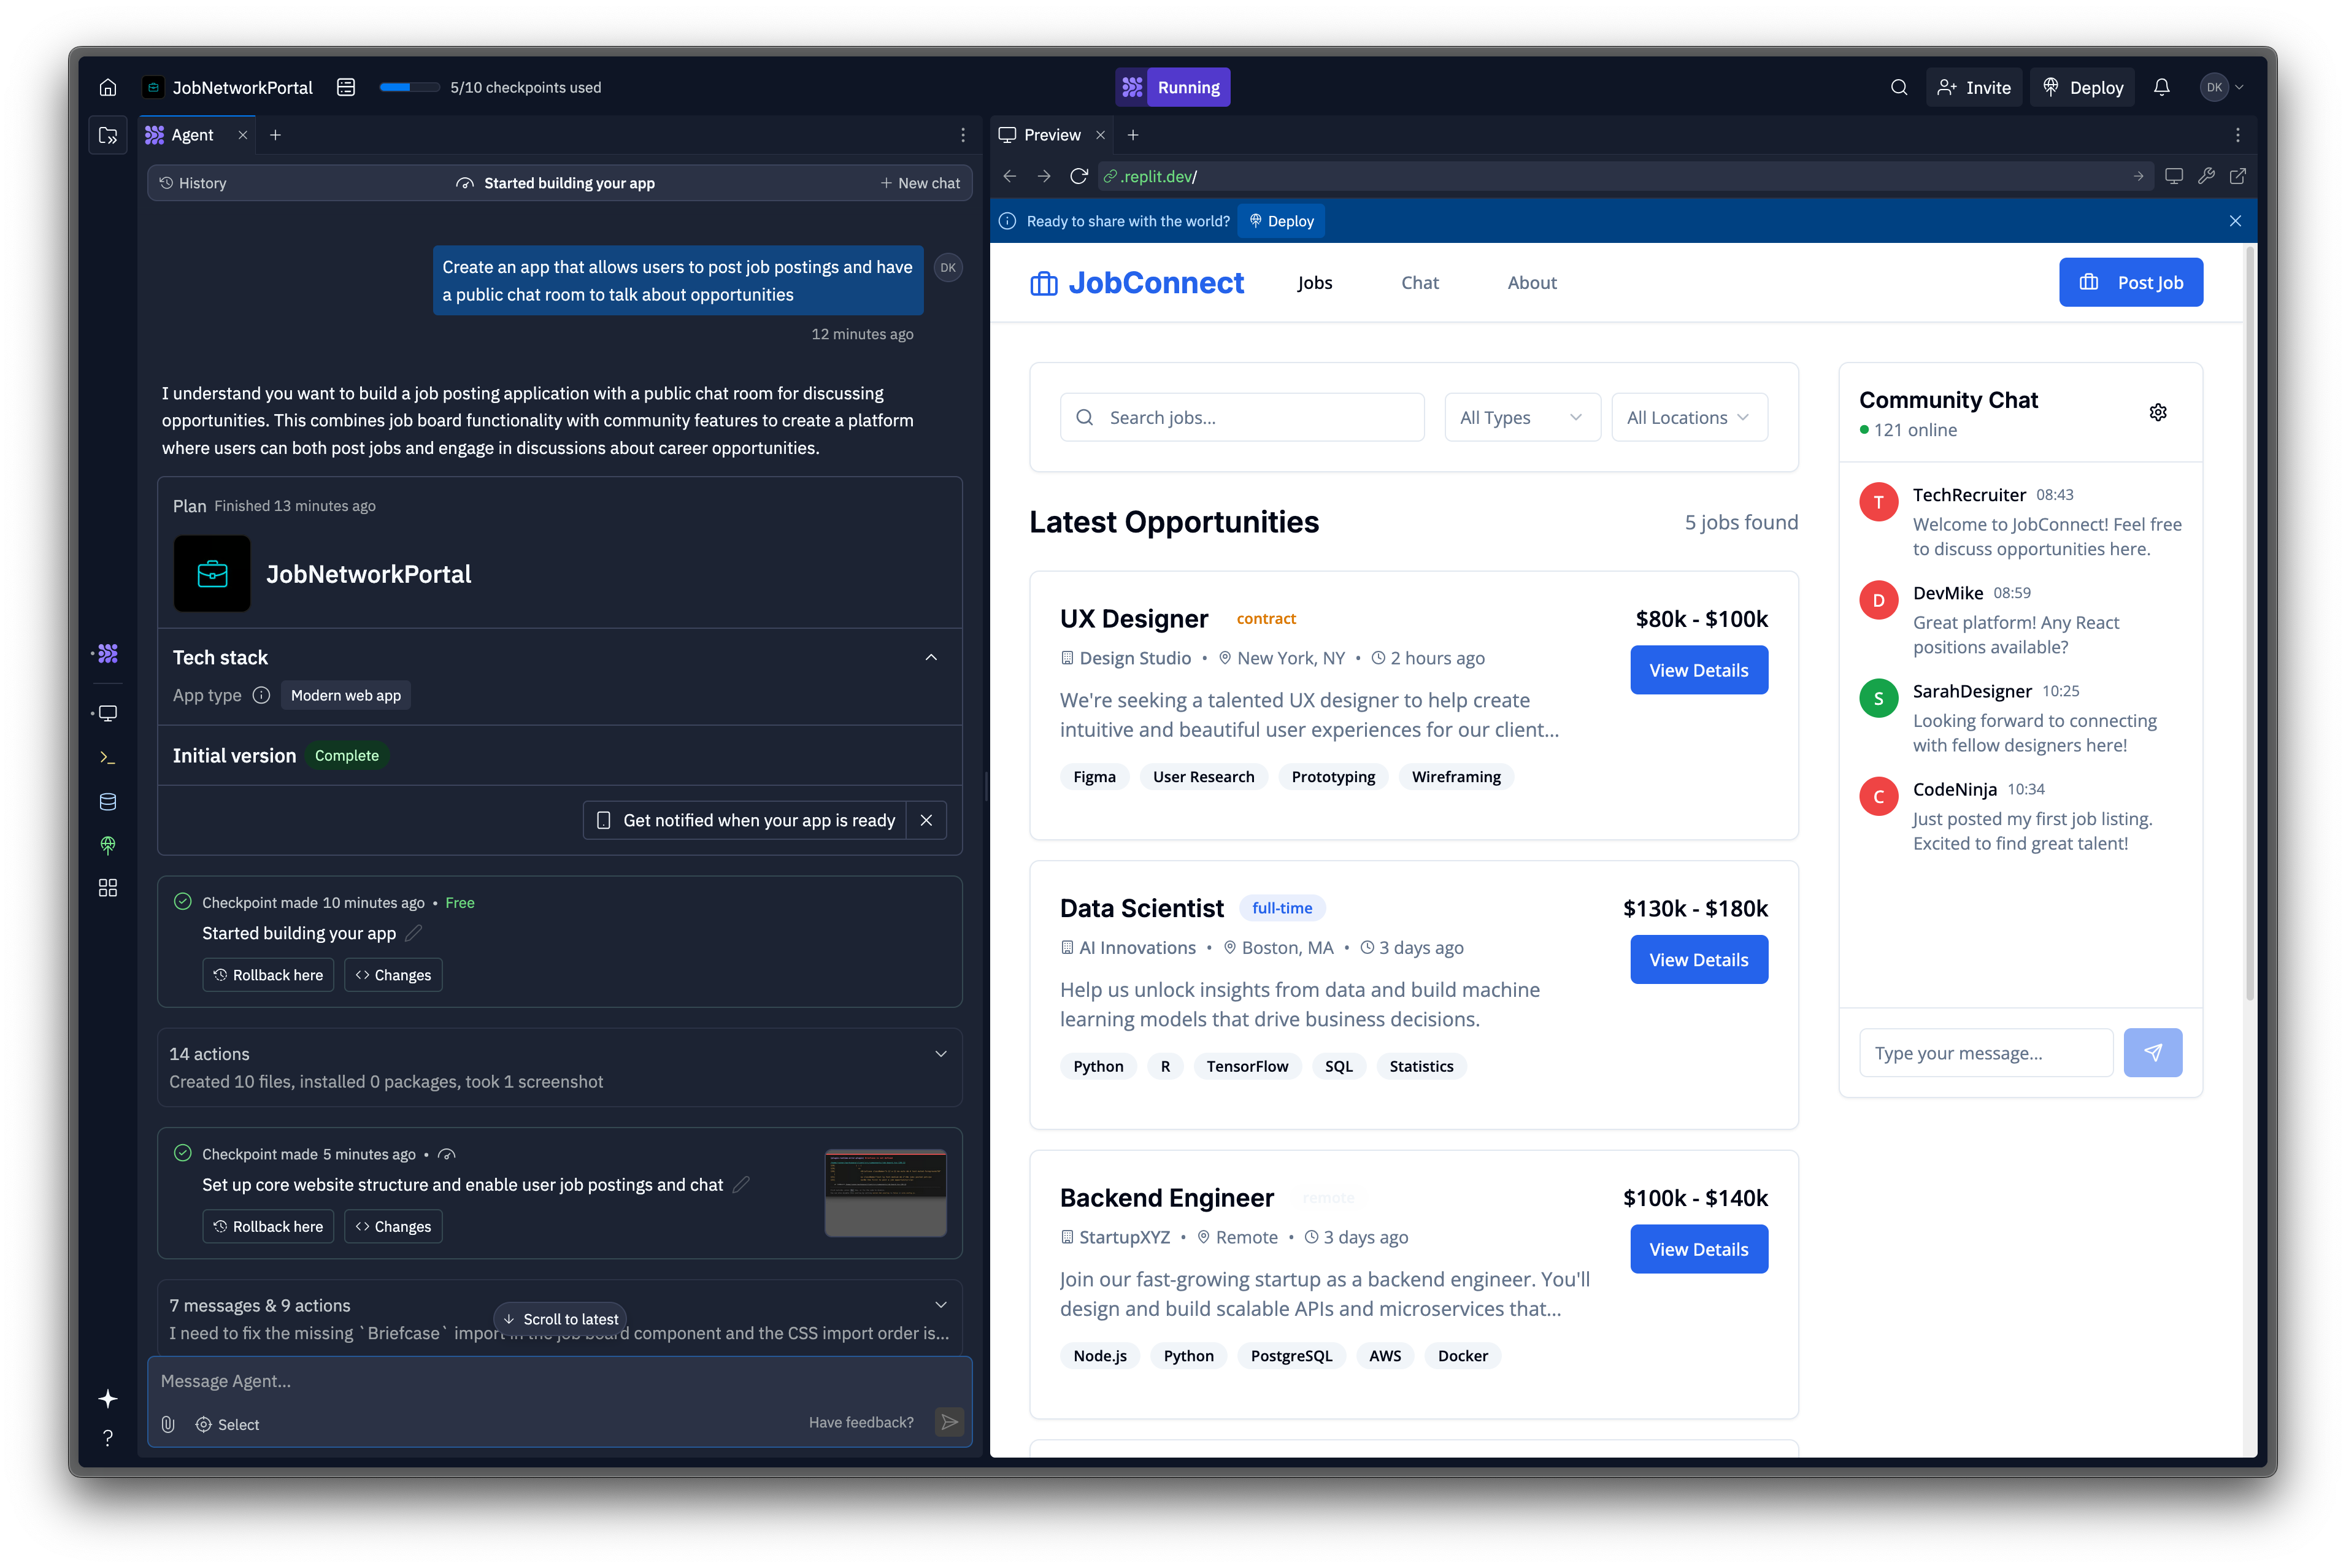 JobNetworkPortal
5/10 checkpoints used
Running
Invite
Deploy
DK
Agent
History
Started building your app
New chat
Create an app that allows users to post job postings and have
a public chat room to talk about opportunities
DK
12 minutes ago
I understand you want to build a job posting application with a public chat room for discussing
opportunities. This combines job board functionality with community features to create a platform
where users can both post jobs and engage in discussions about career opportunities.
Plan Finished 13 minutes ago
JobNetworkPortal
Tech stack
App type Modern web app
Initial version Complete
Get notified when your app is ready
Checkpoint made 10 minutes ago • Free
Started building your app
Rollback here
Changes
14 actions
Created 10 files, installed 0 packages, took 1 screenshot
Checkpoint made 5 minutes ago •
Set up core website structure and enable user job postings and chat
Rollback here
Changes
7 messages & 9 actions
I need to fix the missing `Briefcase` import in the job board component and the CSS import order is...
Scroll to latest
Message Agent...
Select
Have feedback?
Preview
.replit.dev/
Ready to share with the world?
Deploy
JobConnect
Jobs
Chat
About
Post Job
Search jobs...
All Types
All Locations
Latest Opportunities
5 jobs found
UX Designer contract
$80k - $100k
Design Studio • New York, NY • 2 hours ago
View Details
We're seeking a talented UX designer to help create
intuitive and beautiful user experiences for our client...
Figma
User Research
Prototyping
Wireframing
Data Scientist full-time
$130k - $180k
AI Innovations • Boston, MA • 3 days ago
View Details
Help us unlock insights from data and build machine
learning models that drive business decisions.
Python
R
TensorFlow
SQL
Statistics
Backend Engineer remote
$100k - $140k
StartupXYZ • Remote • 3 days ago
View Details
Join our fast-growing startup as a backend engineer. You'll
design and build scalable APIs and microservices that...
Node.js
Python
PostgreSQL
AWS
Docker
Community Chat
121 online
T
TechRecruiter 08:43
Welcome to JobConnect! Feel free
to discuss opportunities here.
D
DevMike 08:59
Great platform! Any React
positions available?
S
SarahDesigner 10:25
Looking forward to connecting
with fellow designers here!
C
CodeNinja 10:34
Just posted my first job listing.
Excited to find great talent!
Type your message...